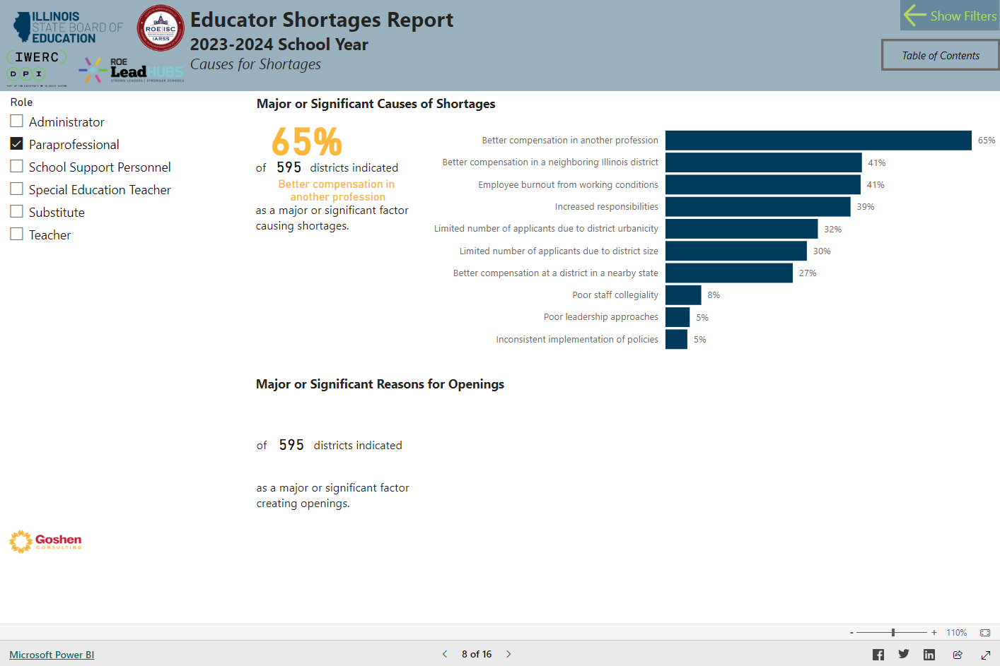 ILLINOIS
STATE BOARD OF
EDUCATION
ROE|ISC
IARSS
IWERC
DPI
ROE
LeadHUBS
STRONG LEADERS | STRONGER SCHOOLS
Educator Shortages Report
2023-2024 School Year
Causes for Shortages
Show Filters
Table of Contents
Role
Administrator
Paraprofessional
School Support Personnel
Special Education Teacher
Substitute
Teacher
Major or Significant Causes of Shortages
65%
of 595 districts indicated
Better compensation in
another profession
as a major or significant factor
causing shortages.
Better compensation in another profession 65%
Better compensation in a neighboring Illinois district 41%
Employee burnout from working conditions 41%
Increased responsibilities 39%
Limited number of applicants due to district urbanicity 32%
Limited number of applicants due to district size 30%
Better compensation at a district in a nearby state 27%
Poor staff collegiality 8%
Poor leadership approaches 5%
Inconsistent implementation of policies 5%
Major or Significant Reasons for Openings
of 595 districts indicated
as a major or significant factor
creating openings.
Goshen
CONSULTING
- + 110%
Microsoft Power BI
8 of 16